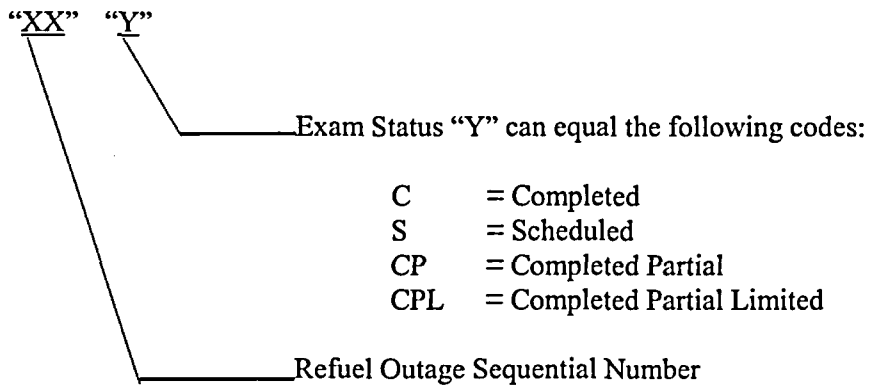 “XX” “Y”
Exam Status “Y” can equal the following codes:
C = Completed
S = Scheduled
CP = Completed Partial
CPL = Completed Partial Limited
Refuel Outage Sequential Number